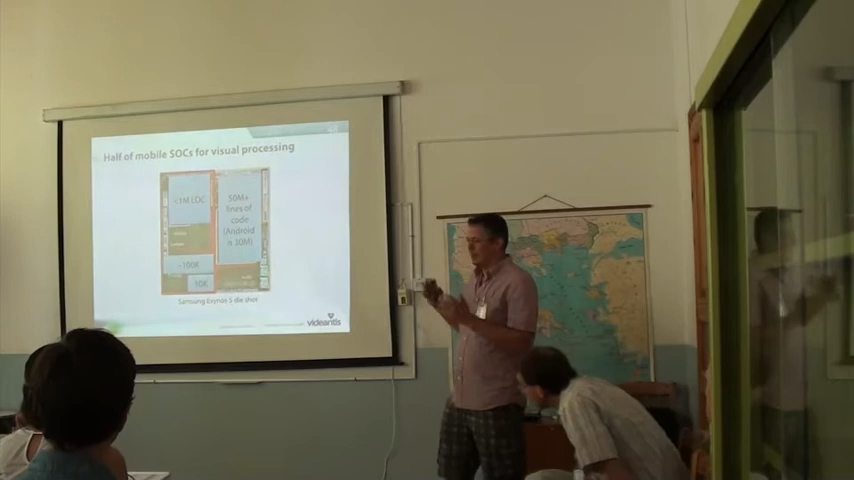 Half of mobile SOCs for visual processing
<1M LOC
50M+
lines of
code
(Android
is 30M)
~100K
10K
Samsung Exynos 5 die shot
videantis